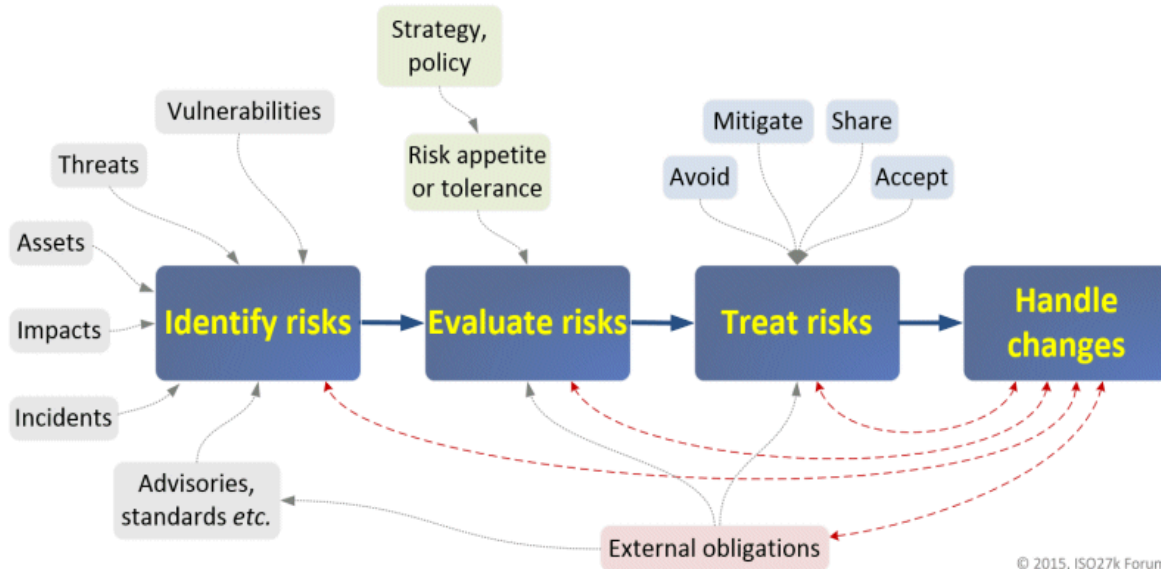 Strategy,
policy
Vulnerabilities
Mitigate
Share
Threats
Risk appetite
or tolerance
Avoid
Accept
Assets
Identify risks
Evaluate risks
Treat risks
Handle
changes
Impacts
Incidents
Advisories,
standards etc.
External obligations
© 2015, ISO27k Forum